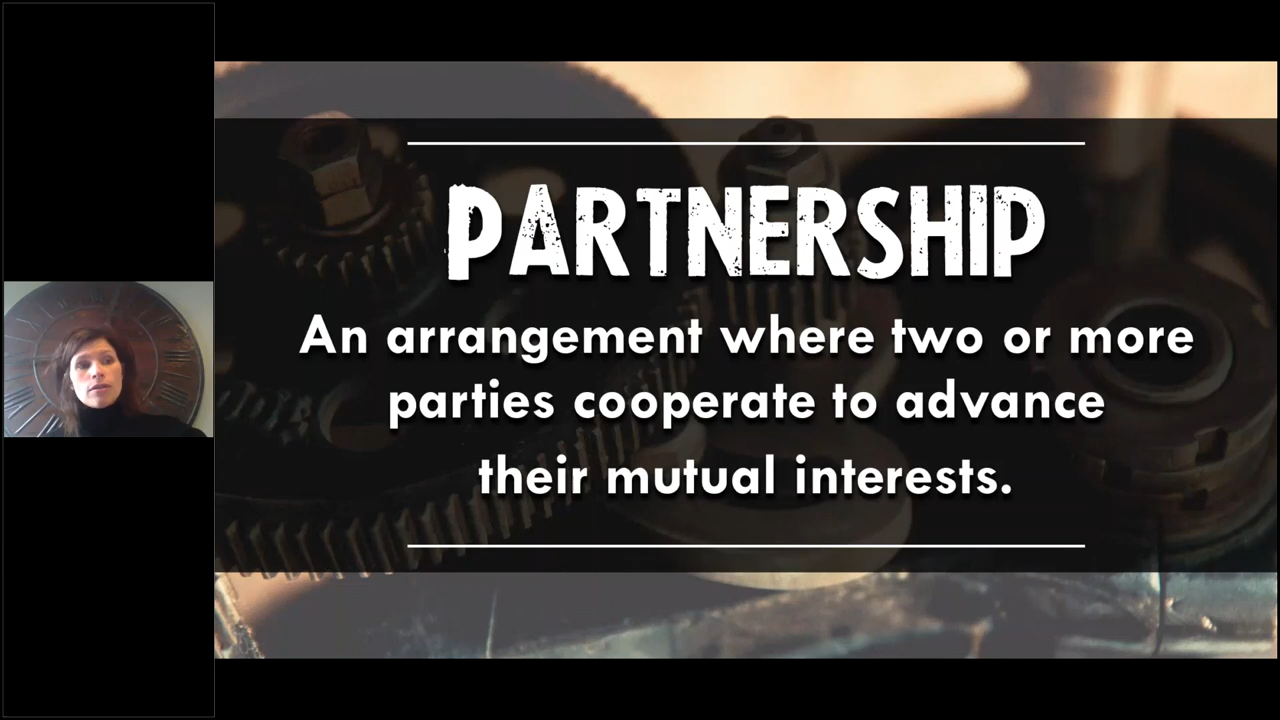 PARTNERSHIP
An arrangement where two or more
parties cooperate to advance
their mutual interests.